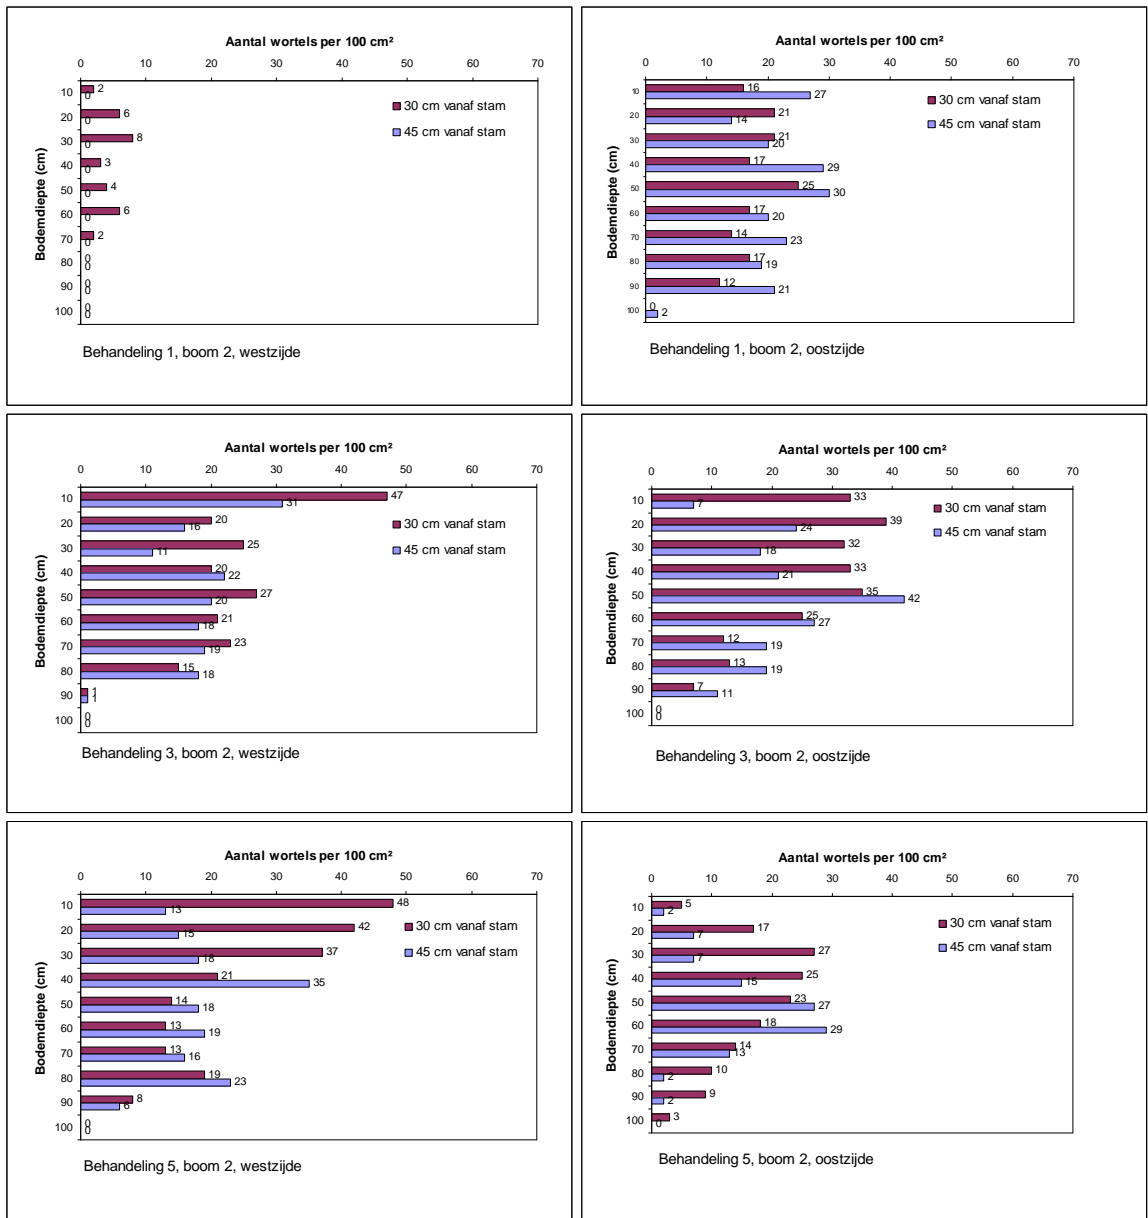 Aantal wortels per 100 cm²
0 10 20 30 40 50 60 70
Bodemdiepte (cm)
30 cm vanaf stam
45 cm vanaf stam
10 2 0
20 6 0
30 8 0
40 3 0
50 4 0
60 6 0
70 2 0
80 0 0
90 0 0
100 0 0
Behandeling 1, boom 2, westzijde
Aantal wortels per 100 cm²
0 10 20 30 40 50 60 70
Bodemdiepte (cm)
30 cm vanaf stam
45 cm vanaf stam
10 16 27
20 21 14
30 21 20
40 17 29
50 25 30
60 17 20
70 14 23
80 17 19
90 12 21
100 0 2
Behandeling 1, boom 2, oostzijde
Aantal wortels per 100 cm²
0 10 20 30 40 50 60 70
Bodemdiepte (cm)
30 cm vanaf stam
45 cm vanaf stam
10 47 31
20 20 16
30 25 11
40 20 22
50 27 20
60 21 18
70 23 19
80 15 18
90 1 1
100 0 0
Behandeling 3, boom 2, westzijde
Aantal wortels per 100 cm²
0 10 20 30 40 50 60 70
Bodemdiepte (cm)
30 cm vanaf stam
45 cm vanaf stam
10 33 7
20 39 24
30 32 18
40 33 21
50 35 42
60 25 27
70 12 19
80 13 19
90 7 11
100 0 0
Behandeling 3, boom 2, oostzijde
Aantal wortels per 100 cm²
0 10 20 30 40 50 60 70
Bodemdiepte (cm)
30 cm vanaf stam
45 cm vanaf stam
10 48 13
20 42 15
30 37 18
40 21 35
50 14 18
60 13 19
70 13 16
80 19 23
90 8 6
100 0 0
Behandeling 5, boom 2, westzijde
Aantal wortels per 100 cm²
0 10 20 30 40 50 60 70
Bodemdiepte (cm)
30 cm vanaf stam
45 cm vanaf stam
10 5 2
20 17 7
30 27 7
40 25 15
50 23 27
60 18 29
70 14 13
80 10 2
90 9 2
100 3 0
Behandeling 5, boom 2, oostzijde